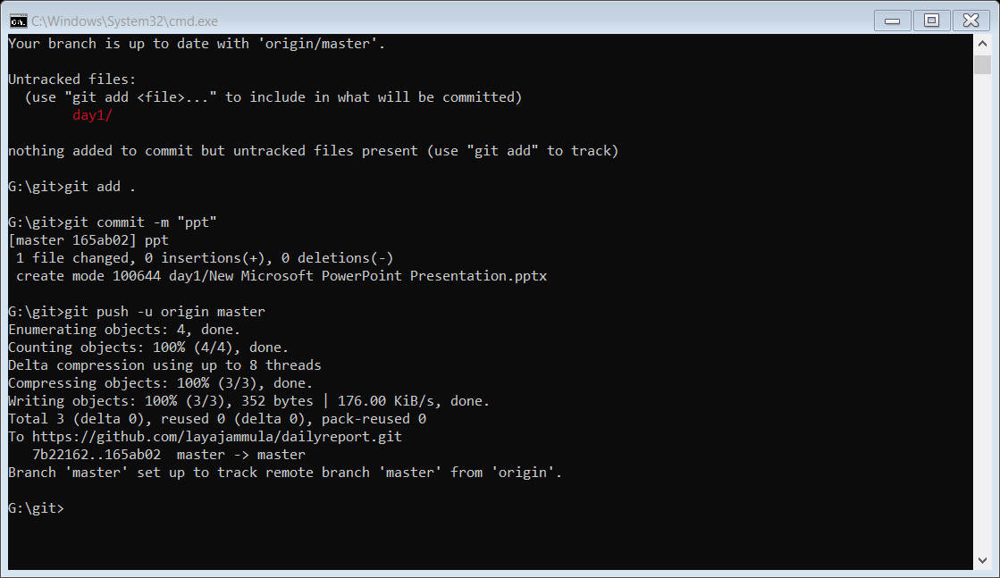 C:\Windows\System32\cmd.exe
Your branch is up to date with 'origin/master'.
Untracked files:
  (use "git add <file>..." to include in what will be committed)
        day1/
nothing added to commit but untracked files present (use "git add" to track)
G:\git>git add .
G:\git>git commit -m "ppt"
[master 165ab02] ppt
 1 file changed, 0 insertions(+), 0 deletions(-)
 create mode 100644 day1/New Microsoft PowerPoint Presentation.pptx
G:\git>git push -u origin master
Enumerating objects: 4, done.
Counting objects: 100% (4/4), done.
Delta compression using up to 8 threads
Compressing objects: 100% (3/3), done.
Writing objects: 100% (3/3), 352 bytes | 176.00 KiB/s, done.
Total 3 (delta 0), reused 0 (delta 0), pack-reused 0
To https://github.com/layajammula/dailyreport.git
   7b22162..165ab02  master -> master
Branch 'master' set up to track remote branch 'master' from 'origin'.
G:\git>